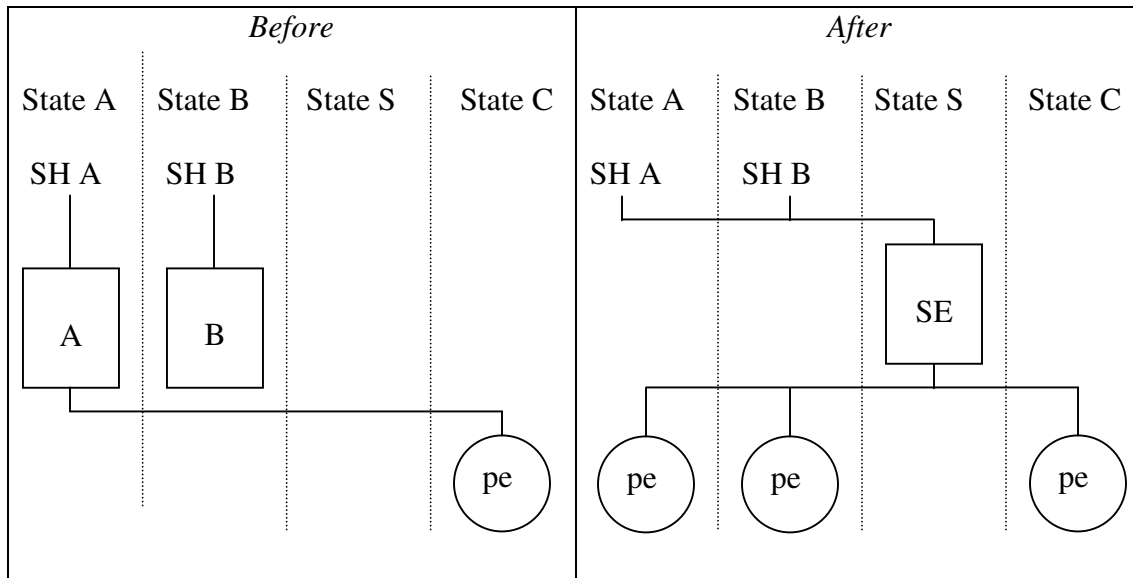 Before
State A State B State S State C
SH A SH B
A B
pe
After
State A State B State S State C
SH A SH B
SE
pe pe pe